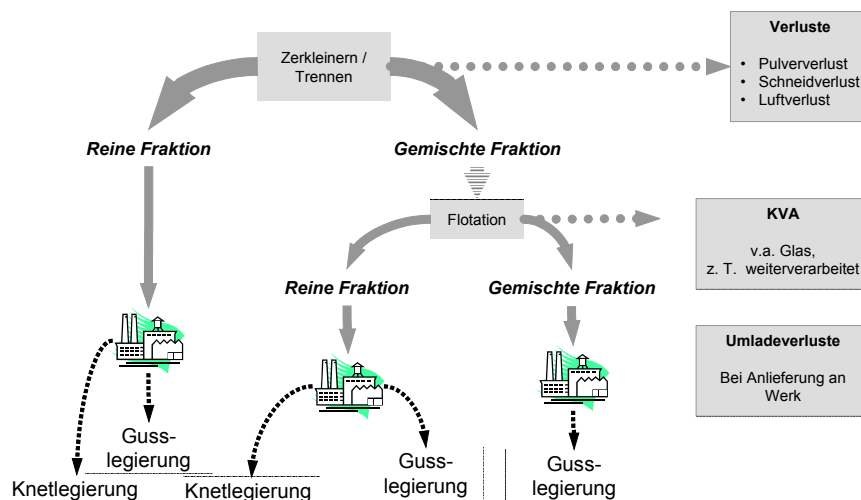 Zerkleinern /
Trennen
Verluste
• Pulververlust
• Schneidverlust
• Luftverlust
Reine Fraktion
Gemischte Fraktion
Flotation
KVA
v.a. Glas,
z. T. weiterverarbeitet
Reine Fraktion
Gemischte Fraktion
Umladeverluste
Bei Anlieferung an
Werk
Guss-
legierung
Knetlegierung
Knetlegierung
Guss-
legierung
Guss-
legierung